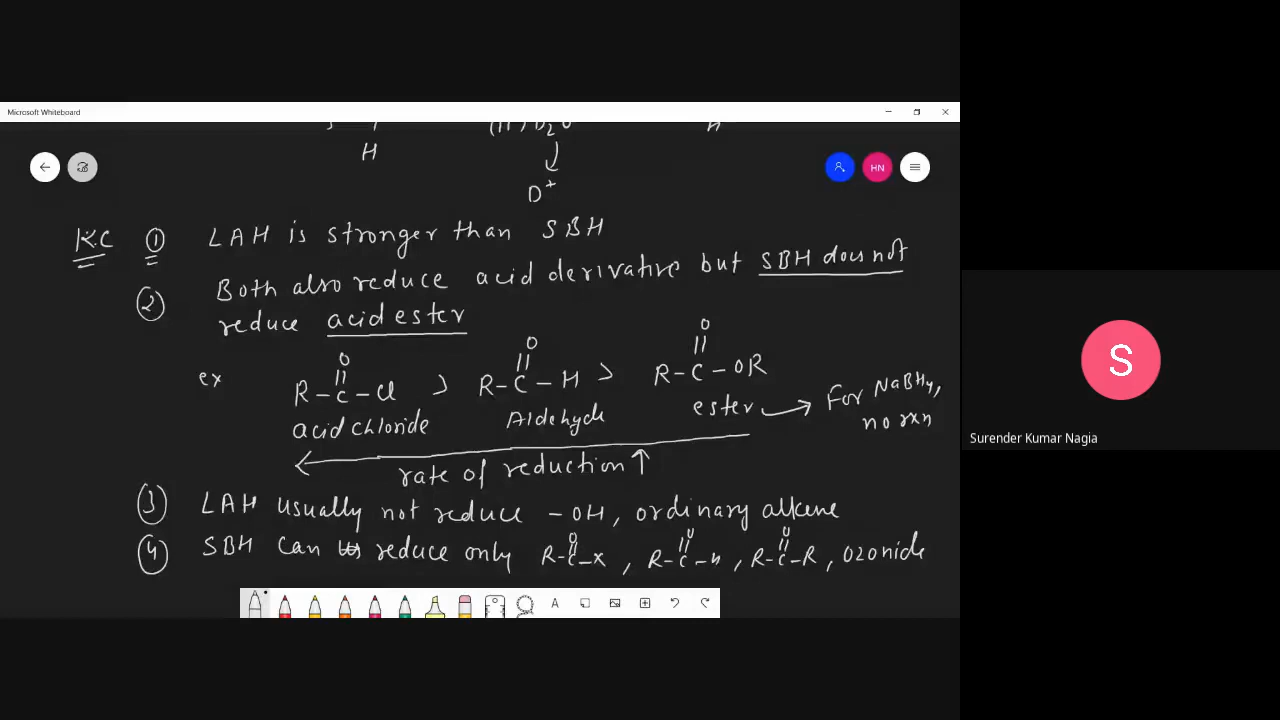 Microsoft Whiteboard
H
D₂O
H
D⁺
HN
K.C ① LAH is stronger than SBH
② Both also reduce acid derivative but SBH does not
reduce acid ester
ex R-C(=O)-Cl > R-C(=O)-H > R-C(=O)-OR
acid chloride Aldehyde ester → For NaBH4,
no rxn
rate of reduction ↑
③ LAH usually not reduce -OH, ordinary alkene
④ SBH can reduce only R-C(=O)-X, R-C(=O)-H, R-C(=O)-R, ozonide
A
S
Surender Kumar Nagia